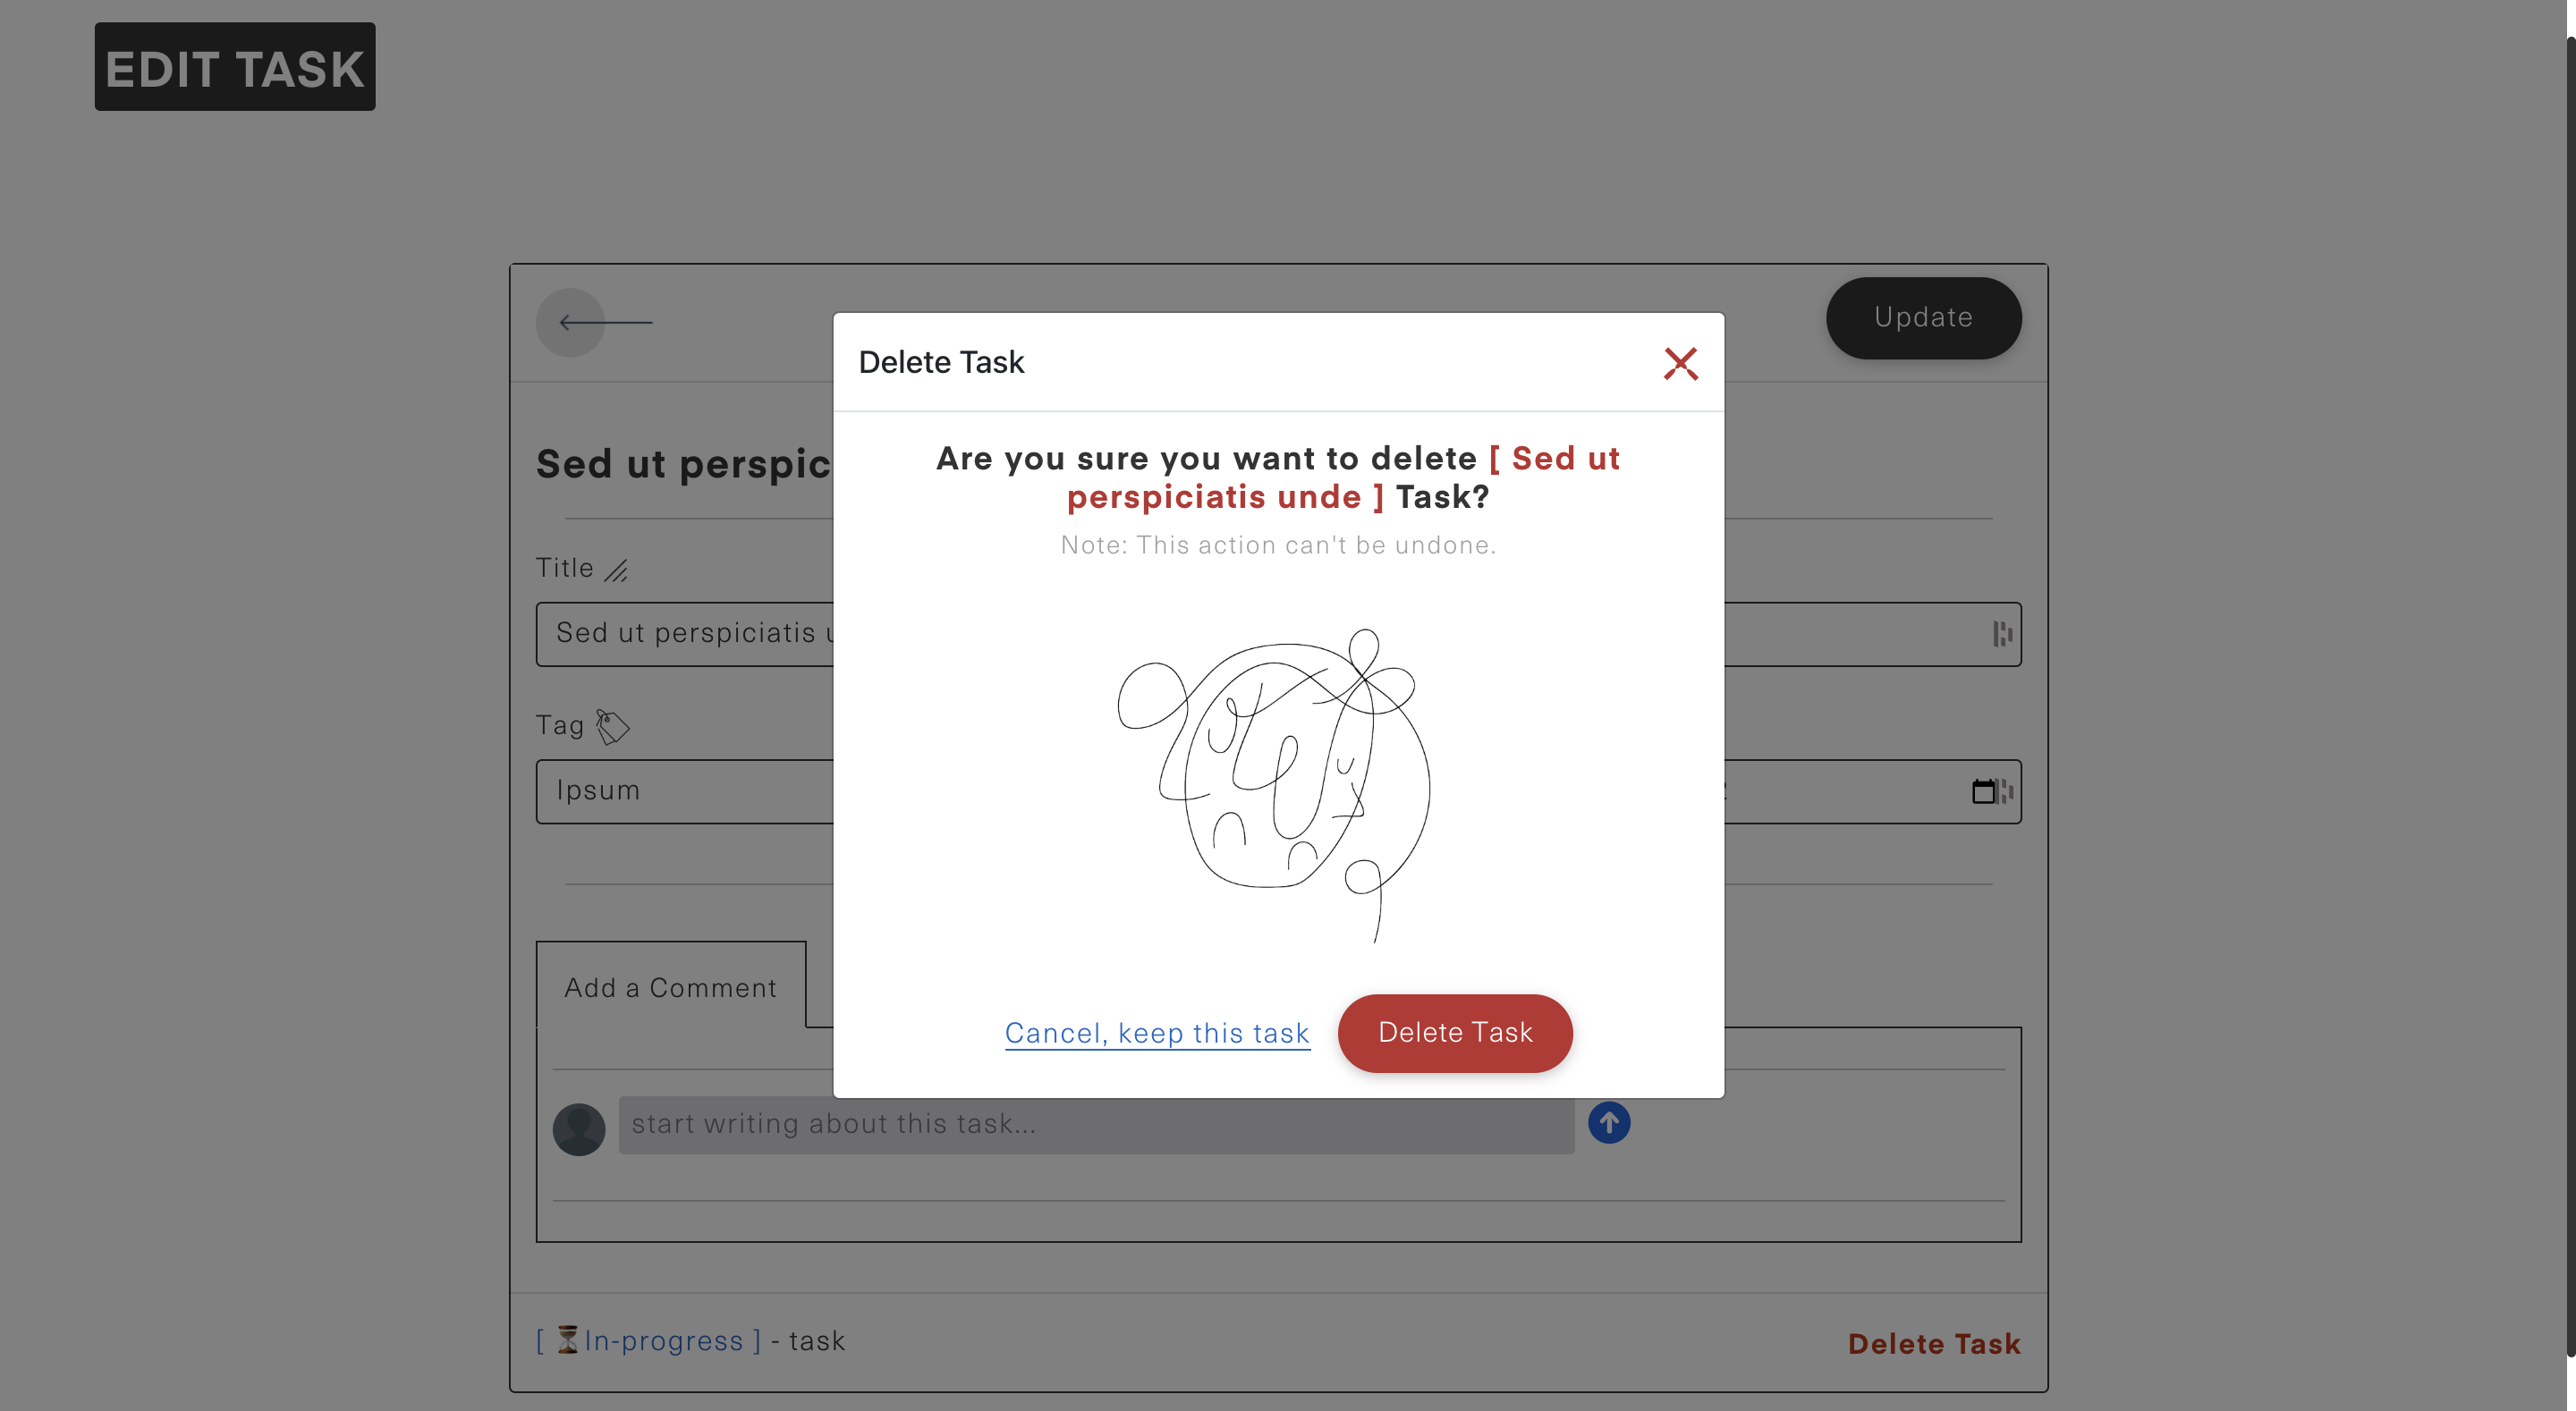 EDIT TASK
Update
Delete Task
Sed ut perspic
Are you sure you want to delete [ Sed ut
perspiciatis unde ] Task?
Note: This action can't be undone.
Title
Sed ut perspiciatis
Tag
Ipsum
Add a Comment
Cancel, keep this task
Delete Task
start writing about this task...
[ ⏳In-progress ] - task
Delete Task